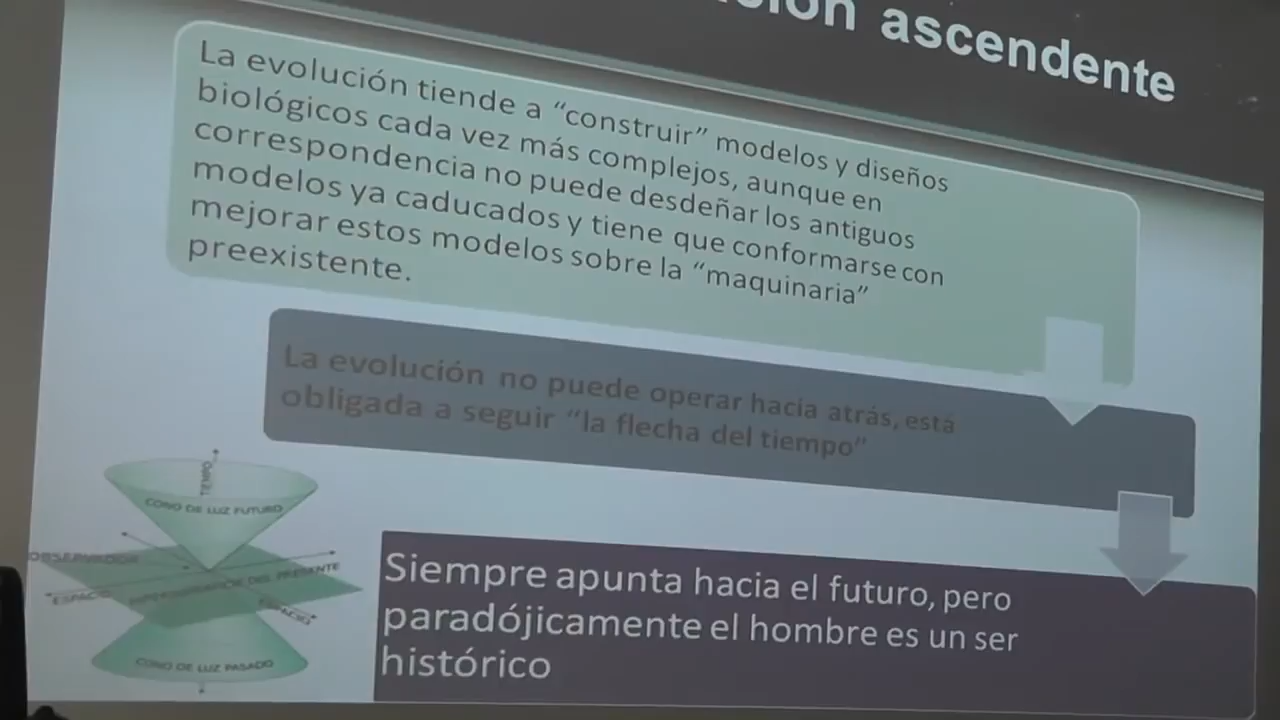 ascendente
La evolución tiende a “construir” modelos y diseños
biológicos cada vez más complejos, aunque en
correspondencia no puede desdeñar los antiguos
modelos ya caducados y tiene que conformarse con
mejorar estos modelos sobre la “maquinaria”
preexistente.
La evolución no puede operar hacia atrás, está
obligada a seguir “la flecha del tiempo”
TIEMPO
CONO DE LUZ FUTURO
OBSERVADOR
DEL PRESENTE
ESPACIO
ESPACIO
CONO DE LUZ PASADO
Siempre apunta hacia el futuro, pero
paradójicamente el hombre es un ser
histórico